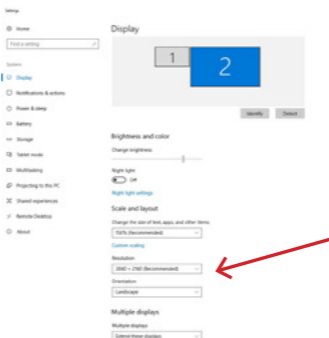 Settings
Home
Find a setting
System
Display
Notifications & actions
Power & sleep
Battery
Storage
Tablet mode
Multitasking
Projecting to this PC
Shared experiences
Remote Desktop
About
Display
1
2
Identify
Detect
Brightness and color
Change brightness
Night light
Off
Night light settings
Scale and layout
Change the size of text, apps, and other items
150% (Recommended)
Custom scaling
Resolution
3840 × 2160 (Recommended)
Orientation
Landscape
Multiple displays
Multiple displays
Extend these displays